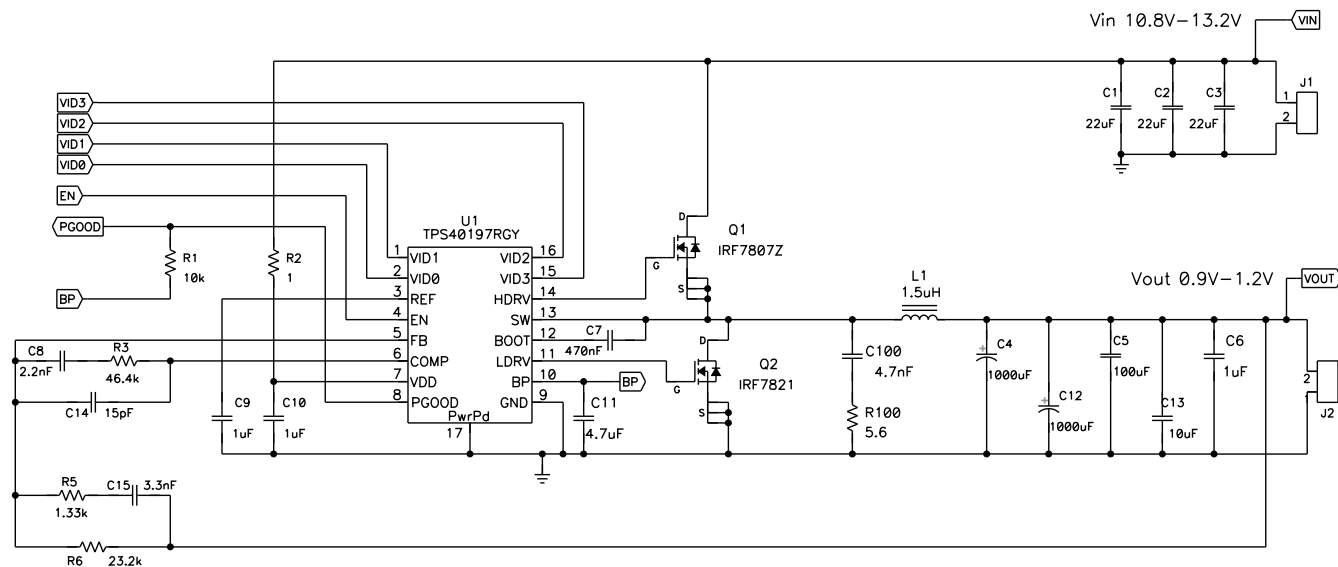 Vin 10.8V-13.2V
VIN
J1
1
2
C1
22uF
C2
22uF
C3
22uF
VID3
VID2
VID1
VID0
EN
PGOOD
BP
R1
10k
R2
1
U1
TPS40197RGY
1 VID1
2 VID0
3 REF
4 EN
5 FB
6 COMP
7 VDD
8 PGOOD
VID2 16
VID3 15
HDRV 14
SW 13
BOOT 12
LDRV 11
BP 10
GND 9
PwrPd
17
D
G
S
Q1
IRF7807Z
D
G
S
Q2
IRF7821
C7
470nF
BP
C11
4.7uF
L1
1.5uH
Vout 0.9V-1.2V
VOUT
C100
4.7nF
R100
5.6
+
C4
1000uF
+
C12
1000uF
C5
100uF
C13
10uF
C6
1uF
2
J2
C8
2.2nF
R3
46.4k
C14
15pF
C9
1uF
C10
1uF
R5
1.33k
C15
3.3nF
R6
23.2k